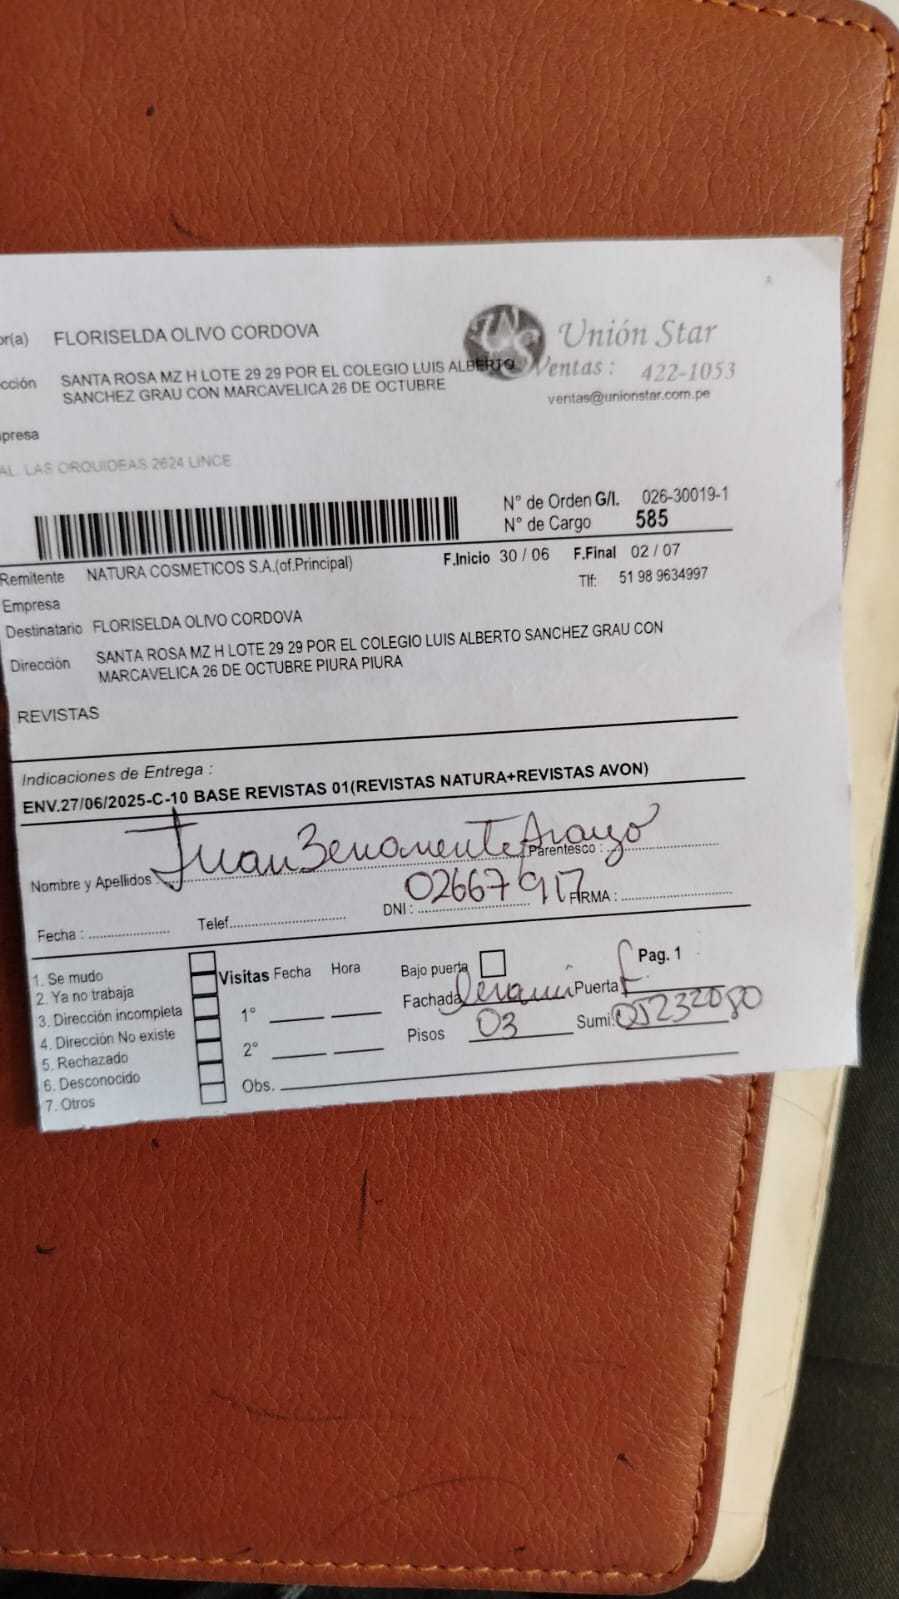 or(a) FLORISELDA OLIVO CORDOVA
cción SANTA ROSA MZ H LOTE 29 29 POR EL COLEGIO LUIS ALBERTO
SANCHEZ GRAU CON MARCAVELICA 26 DE OCTUBRE
presa
AL. LAS ORQUIDEAS 2624 LINCE
Unión Star
Ventas : 422-1053
ventas@unionstar.com.pe
N° de Orden G/I. 026-30019-1
N° de Cargo 585
Remitente NATURA COSMETICOS S.A.(of.Principal)
F.Inicio 30 / 06 F.Final 02 / 07
Empresa
Tlf: 51 98 9634997
Destinatario FLORISELDA OLIVO CORDOVA
Dirección SANTA ROSA MZ H LOTE 29 29 POR EL COLEGIO LUIS ALBERTO SANCHEZ GRAU CON
MARCAVELICA 26 DE OCTUBRE PIURA PIURA
REVISTAS
Indicaciones de Entrega :
ENV.27/06/2025-C-10 BASE REVISTAS 01(REVISTAS NATURA+REVISTAS AVON)
Nombre y Apellidos : Juan Benavente Araujo Parentesco :
Fecha : Telef. DNI : 02667917 FIRMA :
1. Se mudo
2. Ya no trabaja
3. Dirección incompleta
4. Dirección No existe
5. Rechazado
6. Desconocido
7. Otros
Visitas Fecha Hora
1°
2°
Obs.
Bajo puerta Pag. 1
Fachada Puerta
Pisos 03 Sumi:05232080